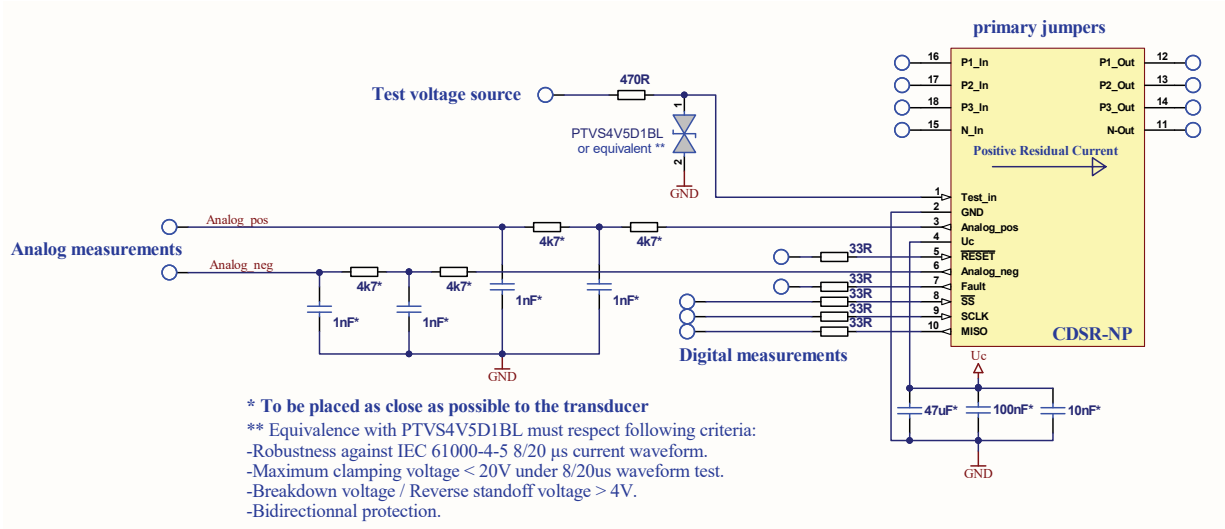 primary jumpers
16 P1_In P1_Out 12
17 P2_In P2_Out 13
18 P3_In P3_Out 14
15 N_In N-Out 11
Positive Residual Current
470R
Test voltage source
1
PTVS4V5D1BL
or equivalent **
2
GND
1 Test_in
2 GND
3 Analog_pos
4 Uc
5 RESET
6 Analog_neg
7 Fault
8 SS
9 SCLK
10 MISO
CDSR-NP
Analog_pos
4k7* 4k7*
Analog measurements
Analog_neg
4k7* 4k7*
1nF* 1nF*
1nF* 1nF*
GND
33R
33R
33R
33R
33R
Digital measurements
Uc
47uF* 100nF* 10nF*
GND
* To be placed as close as possible to the transducer
** Equivalence with PTVS4V5D1BL must respect following criteria:
-Robustness against IEC 61000-4-5 8/20 µs current waveform.
-Maximum clamping voltage < 20V under 8/20us waveform test.
-Breakdown voltage / Reverse standoff voltage > 4V.
-Bidirectionnal protection.